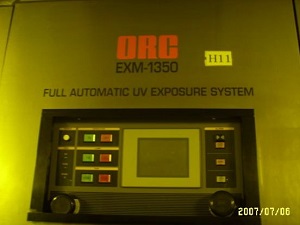 ORC
EXM-1350
H11
FULL AUTOMATIC UV EXPOSURE SYSTEM
2007/07/06